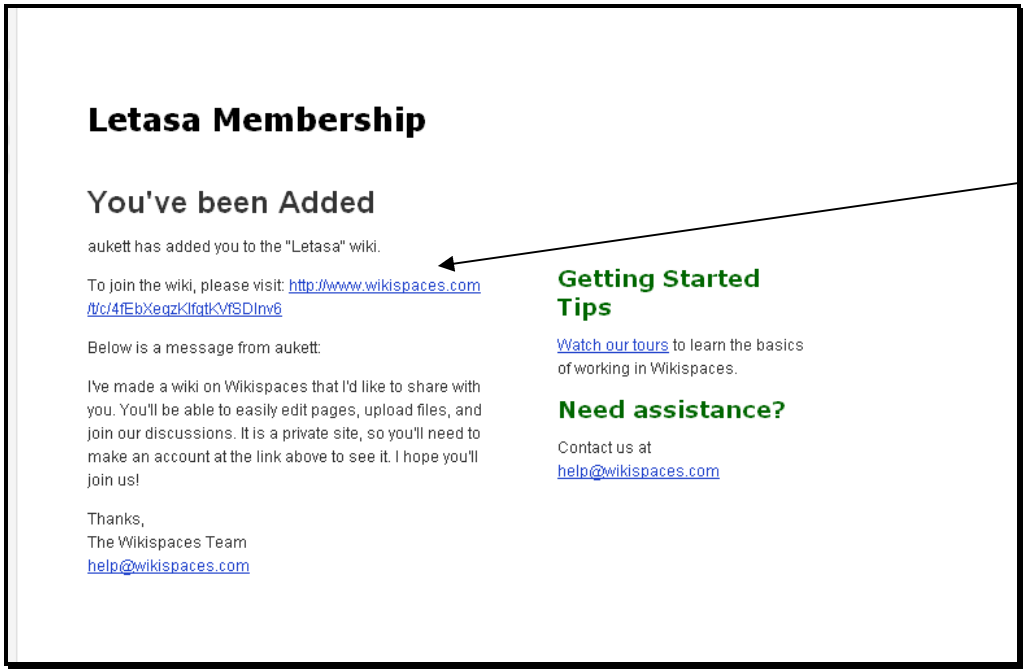 Letasa Membership
You've been Added
aukett has added you to the "Letasa" wiki.
To join the wiki, please visit: http://www.wikispaces.com
/t/c/4fEbXeqzKIfqtKVfSDInv6
Below is a message from aukett:
I've made a wiki on Wikispaces that I'd like to share with
you. You'll be able to easily edit pages, upload files, and
join our discussions. It is a private site, so you'll need to
make an account at the link above to see it. I hope you'll
join us!
Thanks,
The Wikispaces Team
help@wikispaces.com
Getting Started
Tips
Watch our tours to learn the basics
of working in Wikispaces.
Need assistance?
Contact us at
help@wikispaces.com